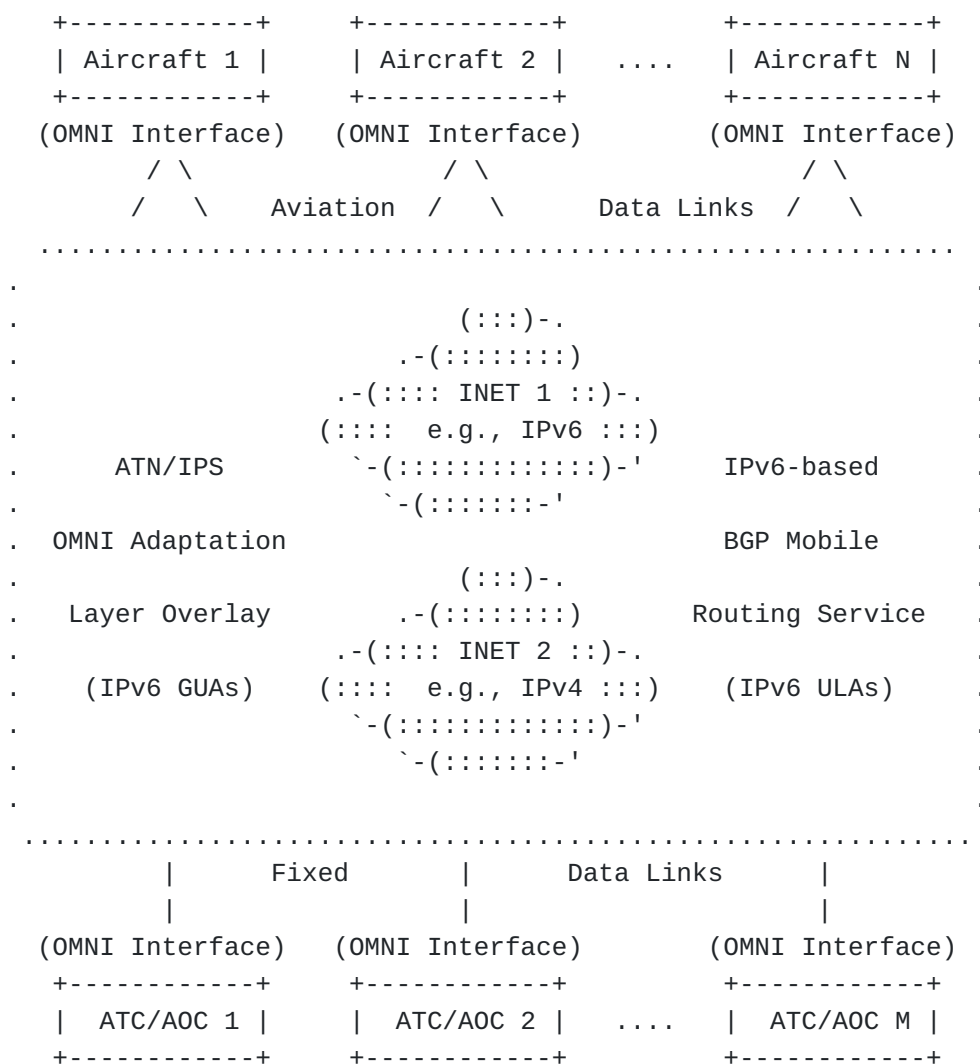 +------------+ +------------+ +------------+
| Aircraft 1 | | Aircraft 2 | .... | Aircraft N |
+------------+ +------------+ +------------+
(OMNI Interface) (OMNI Interface) (OMNI Interface)
/ \ / \ / \
/ \ Aviation / \ Data Links / \
............................................................
. .
. (:::)-. .
. .-(::::::::) .
. .-(:::: INET 1 ::)-. .
. (:::: e.g., IPv6 :::) .
. ATN/IPS `-(:::::::::::::)-' IPv6-based .
. `-(:::::::-' .
. OMNI Adaptation BGP Mobile .
. (:::)-. .
. Layer Overlay .-(::::::::) Routing Service .
. .-(:::: INET 2 ::)-. .
. (IPv6 GUAs) (:::: e.g., IPv4 :::) (IPv6 ULAs) .
. `-(:::::::::::::)-' .
. `-(:::::::-' .
. .
..............................................................
| Fixed | Data Links |
| | |
(OMNI Interface) (OMNI Interface) (OMNI Interface)
+------------+ +------------+ +------------+
| ATC/AOC 1 | | ATC/AOC 2 | .... | ATC/AOC M |
+------------+ +------------+ +------------+